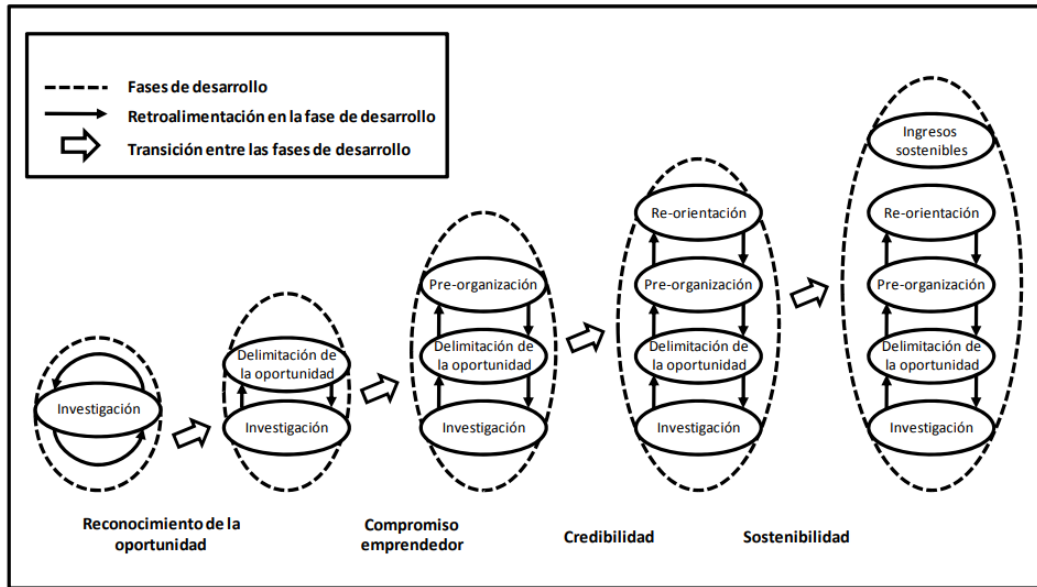 Fases de desarrollo
Retroalimentación en la fase de desarrollo
Transición entre las fases de desarrollo
Investigación
Delimitación de
la oportunidad
Investigación
Pre-organización
Delimitación de
la oportunidad
Investigación
Re-orientación
Pre-organización
Delimitación de
la oportunidad
Investigación
Ingresos
sostenibles
Re-orientación
Pre-organización
Delimitación de
la oportunidad
Investigación
Reconocimiento de la
oportunidad
Compromiso
emprendedor
Credibilidad
Sostenibilidad